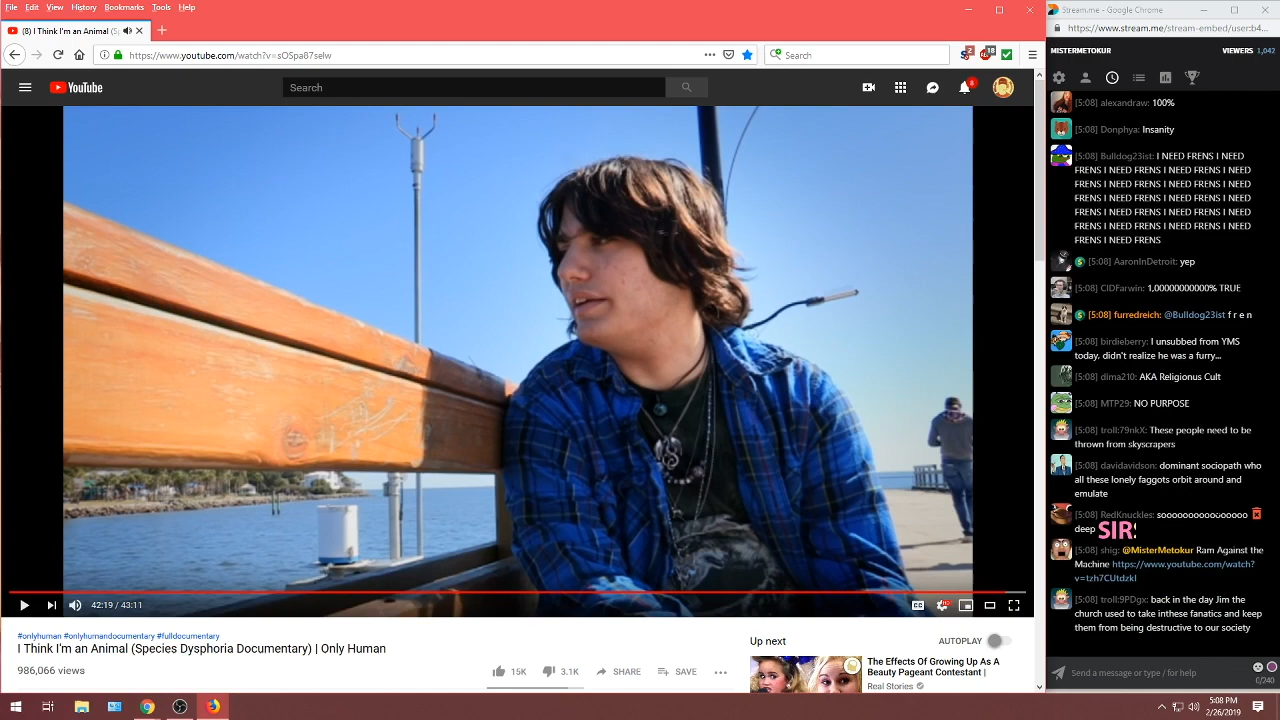 File Edit View History Bookmarks Tools Help
(8) I Think I'm an Animal (Sp
https://www.youtube.com/watch?v=sOSpa87selw
Search
2
18
YouTube
Search
8
42:19 / 43:11
CC
HD
#onlyhuman #onlyhumandocumentary #fulldocumentary
I Think I'm an Animal (Species Dysphoria Documentary) | Only Human
986,066 views
15K
3.1K
SHARE
SAVE
Up next
AUTOPLAY
The Effects Of Growing Up As A
Beauty Pageant Contestant |
Real Stories
Stream.me - Google Chrome
https://www.stream.me/stream-embed/userb4...
MISTERMETOKUR
VIEWERS 1,042
[5:08] alexandraw: 100%
[5:08] Donphya: Insanity
[5:08] Bulldog23ist: I NEED FRENS I NEED
FRENS I NEED FRENS I NEED FRENS I NEED
FRENS I NEED FRENS I NEED FRENS I NEED
FRENS I NEED FRENS I NEED FRENS I NEED
FRENS I NEED FRENS I NEED FRENS I NEED
FRENS I NEED FRENS I NEED FRENS I NEED
FRENS I NEED FRENS
[5:08] AaronInDetroit: yep
[5:08] CIDFarwin: 1,00000000000% TRUE
[5:08] furredreich: @Bulldog23ist f r e n
[5:08] birdieberry: I unsubbed from YMS
today, didn't realize he was a furry...
[5:08] dima210: AKA Religionus Cult
[5:08] MTP29: NO PURPOSE
[5:08] troll:79nkX: These people need to be
thrown from skyscrapers
[5:08] davidavidson: dominant sociopath who
all these lonely faggots orbit around and
emulate
[5:08] RedKnuckles: soooooooooooooooo
deep SIRS
[5:08] shig: @MisterMetokur Ram Against the
Machine https://www.youtube.com/watch?
v=tzh7CUtdzkI
[5:08] troll:9PDgx: back in the day Jim the
church used to take inthese fanatics and keep
them from being destructive to our society
Send a message or type / for help
0/240
5:08 PM
2/26/2019